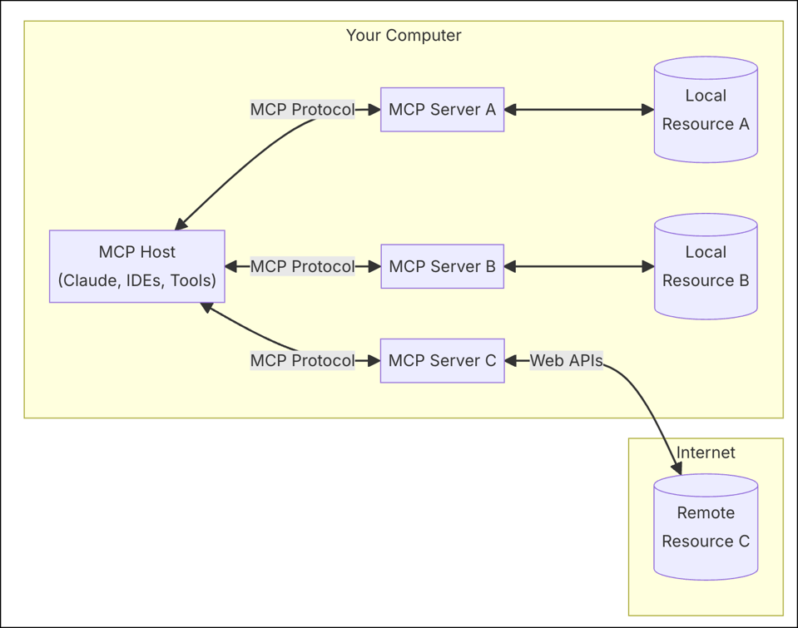 Your Computer
MCP Protocol
MCP Server A
Local
Resource A
MCP Host
(Claude, IDEs, Tools)
MCP Protocol
MCP Server B
Local
Resource B
MCP Protocol
MCP Server C
Web APIs
Internet
Remote
Resource C